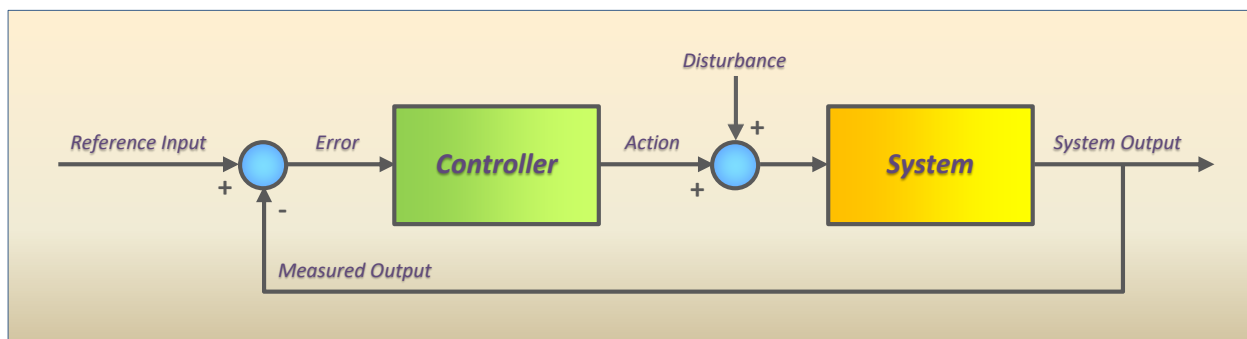 Disturbance
Reference Input
Error
Controller
Action
+
System
System Output
+
+
-
Measured Output